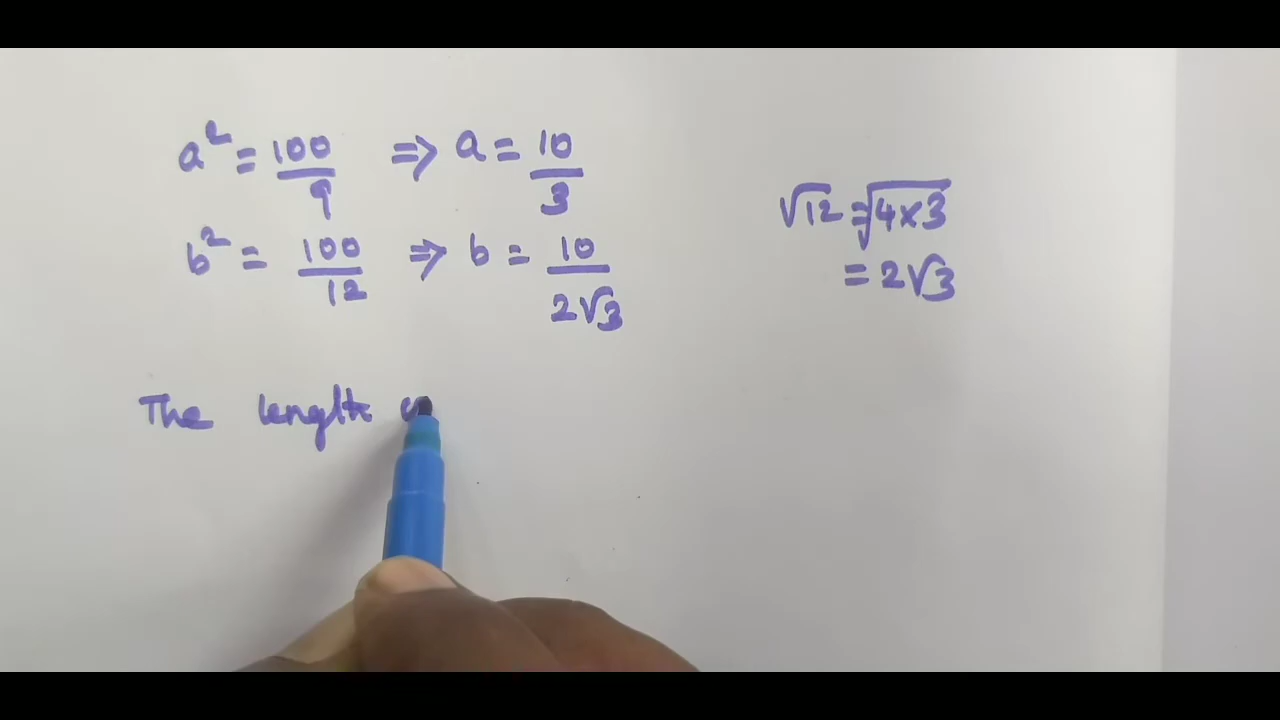 a² = 100/9 ⇒ a = 10/3
b² = 100/12 ⇒ b = 10/2√3
√12 = √4×3
= 2√3
The length